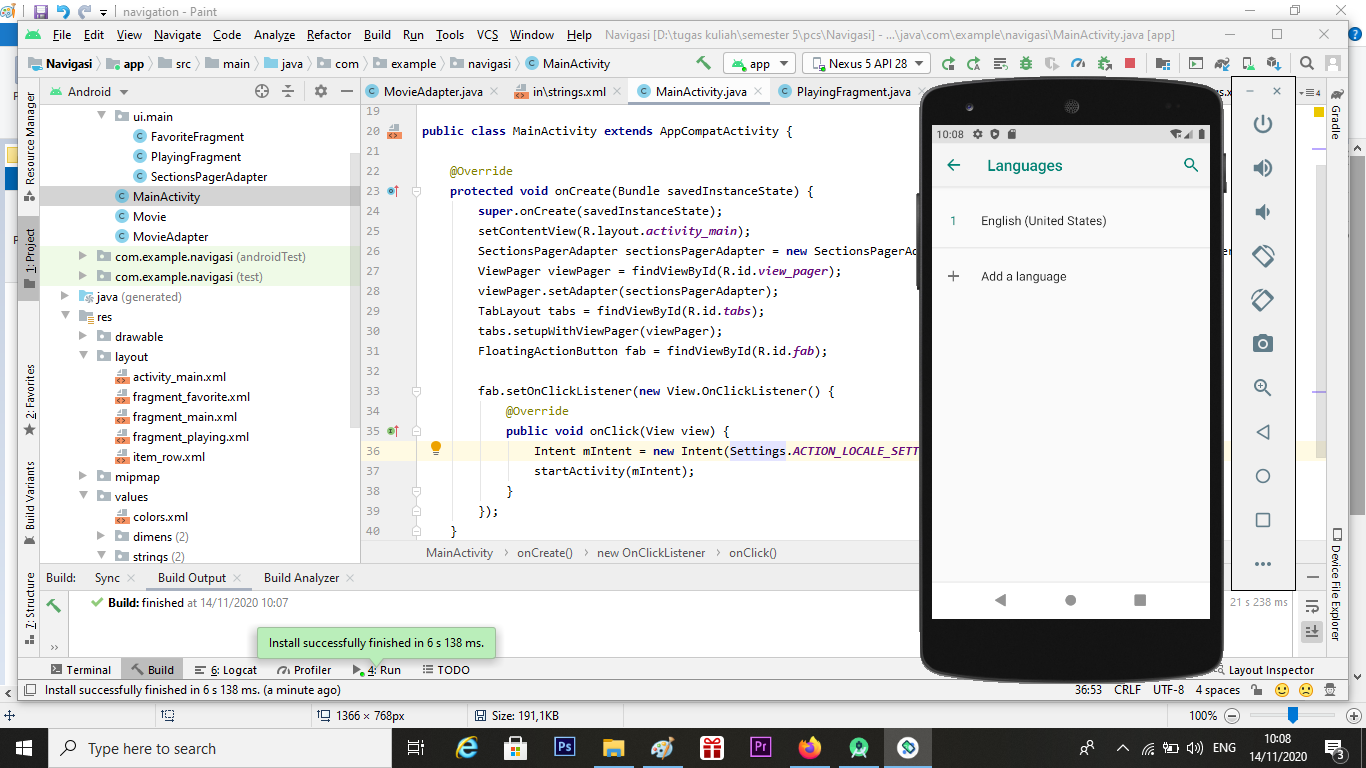 navigation - Paint
File Edit View Navigate Code Analyze Refactor Build Run Tools VCS Window Help Navigasi [D:\tugas kuliah\semester 5\pcs\Navigasi] - ...\java\com\example\navigasi\MainActivity.java [app]
Navigasi app src main java com example navigasi MainActivity app Nexus 5 API 28
Android MovieAdapter.java in\strings.xml MainActivity.java PlayingFragment.java
Resource Manager
1: Project
2: Favorites
Build Variants
7: Structure
ui.main
FavoriteFragment
PlayingFragment
SectionsPagerAdapter
MainActivity
Movie
MovieAdapter
com.example.navigasi (androidTest)
com.example.navigasi (test)
java (generated)
res
drawable
layout
activity_main.xml
fragment_favorite.xml
fragment_main.xml
fragment_playing.xml
item_row.xml
mipmap
values
colors.xml
dimens (2)
strings (2)
19
20 public class MainActivity extends AppCompatActivity {
21
22 @Override
23 protected void onCreate(Bundle savedInstanceState) {
24 super.onCreate(savedInstanceState);
25 setContentView(R.layout.activity_main);
26 SectionsPagerAdapter sectionsPagerAdapter = new SectionsPagerAd
27 ViewPager viewPager = findViewById(R.id.view_pager);
28 viewPager.setAdapter(sectionsPagerAdapter);
29 TabLayout tabs = findViewById(R.id.tabs);
30 tabs.setupWithViewPager(viewPager);
31 FloatingActionButton fab = findViewById(R.id.fab);
32
33 fab.setOnClickListener(new View.OnClickListener() {
34 @Override
35 public void onClick(View view) {
36 Intent mIntent = new Intent(Settings.ACTION_LOCALE_SETT
37 startActivity(mIntent);
38 }
39 });
40 }
MainActivity › onCreate() › new OnClickListener › onClick()
10:08
Languages
1 English (United States)
+ Add a language
Gradle
Device File Explorer
Build: Sync Build Output Build Analyzer
Build: finished at 14/11/2020 10:07
21 s 238 ms
Install successfully finished in 6 s 138 ms.
Terminal Build 6: Logcat Profiler 4: Run TODO Layout Inspector
Install successfully finished in 6 s 138 ms. (a minute ago) 36:53 CRLF UTF-8 4 spaces
1366 × 768px Size: 191,1KB 100%
Type here to search
ENG
10:08
14/11/2020
3